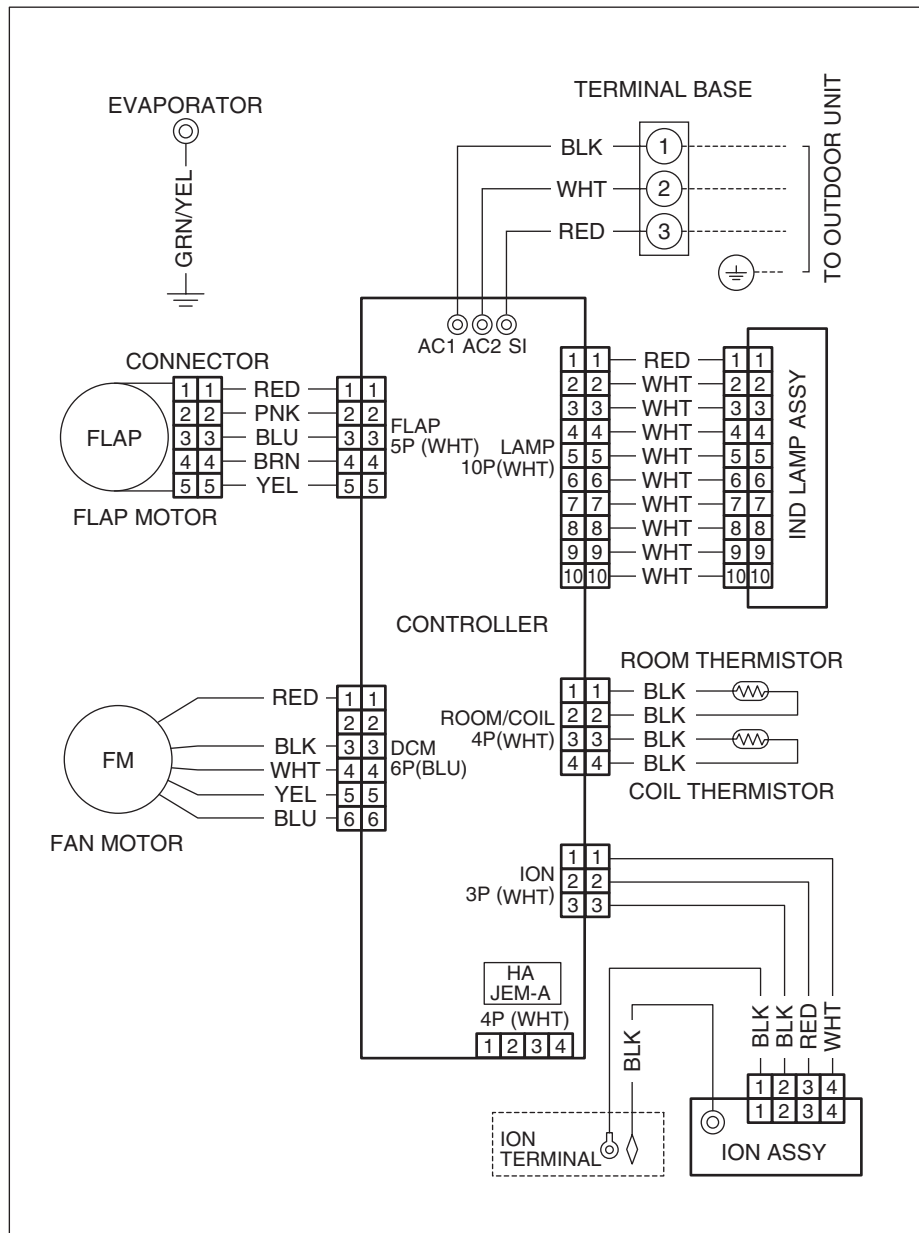 EVAPORATOR
GRN/YEL
TERMINAL BASE
BLK 1
WHT 2
RED 3
TO OUTDOOR UNIT
AC1 AC2 SI
CONNECTOR
FLAP
FLAP MOTOR
1 1 RED 1 1
2 2 PNK 2 2
3 3 BLU 3 3
4 4 BRN 4 4
5 5 YEL 5 5
FLAP
5P (WHT)
LAMP
10P(WHT)
1 1 RED 1 1
2 2 WHT 2 2
3 3 WHT 3 3
4 4 WHT 4 4
5 5 WHT 5 5
6 6 WHT 6 6
7 7 WHT 7 7
8 8 WHT 8 8
9 9 WHT 9 9
10 10 WHT 10 10
IND LAMP ASSY
CONTROLLER
FM
FAN MOTOR
RED 1 1
2 2
BLK 3 3
WHT 4 4
YEL 5 5
BLU 6 6
DCM
6P(BLU)
ROOM/COIL
4P(WHT)
ROOM THERMISTOR
1 1 BLK
2 2 BLK
3 3 BLK
4 4 BLK
COIL THERMISTOR
ION
3P (WHT)
1 1
2 2
3 3
HA
JEM-A
4P (WHT)
1 2 3 4
BLK
BLK
BLK
RED
WHT
1 2 3 4
1 2 3 4
ION
TERMINAL
ION ASSY